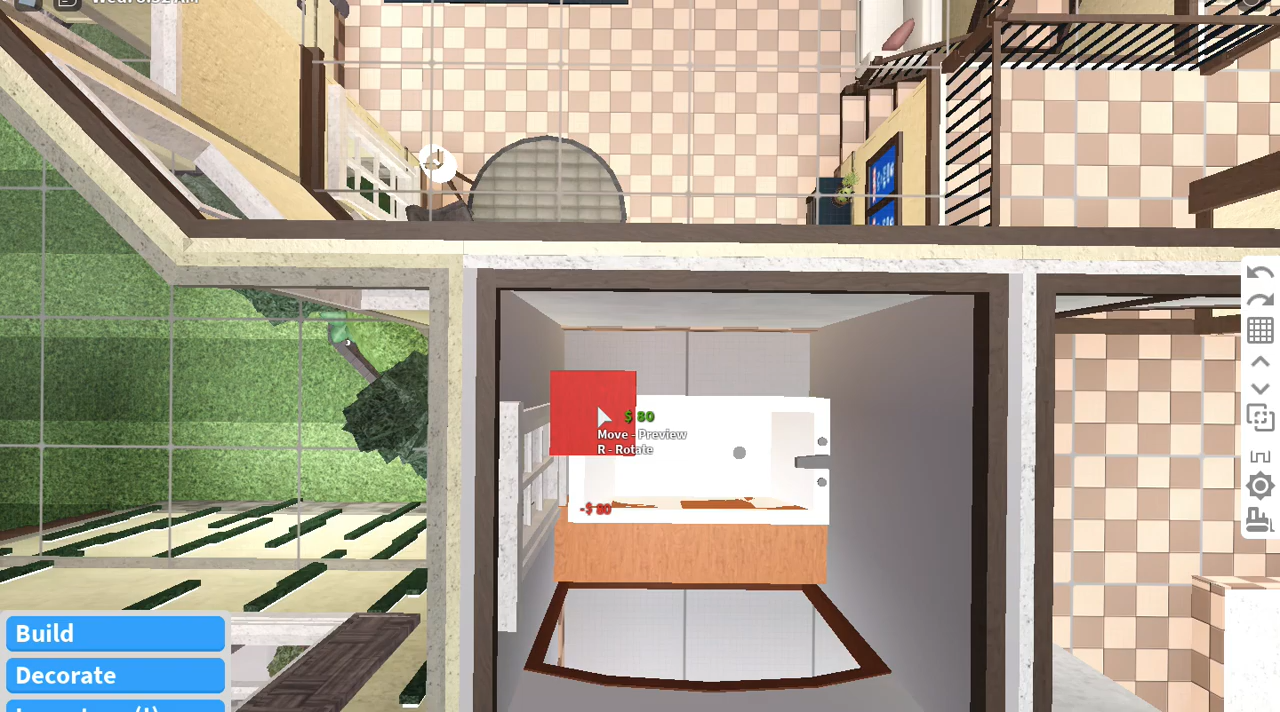 $ 80
Move - Preview
R - Rotate
-$ 80
Build
Decorate